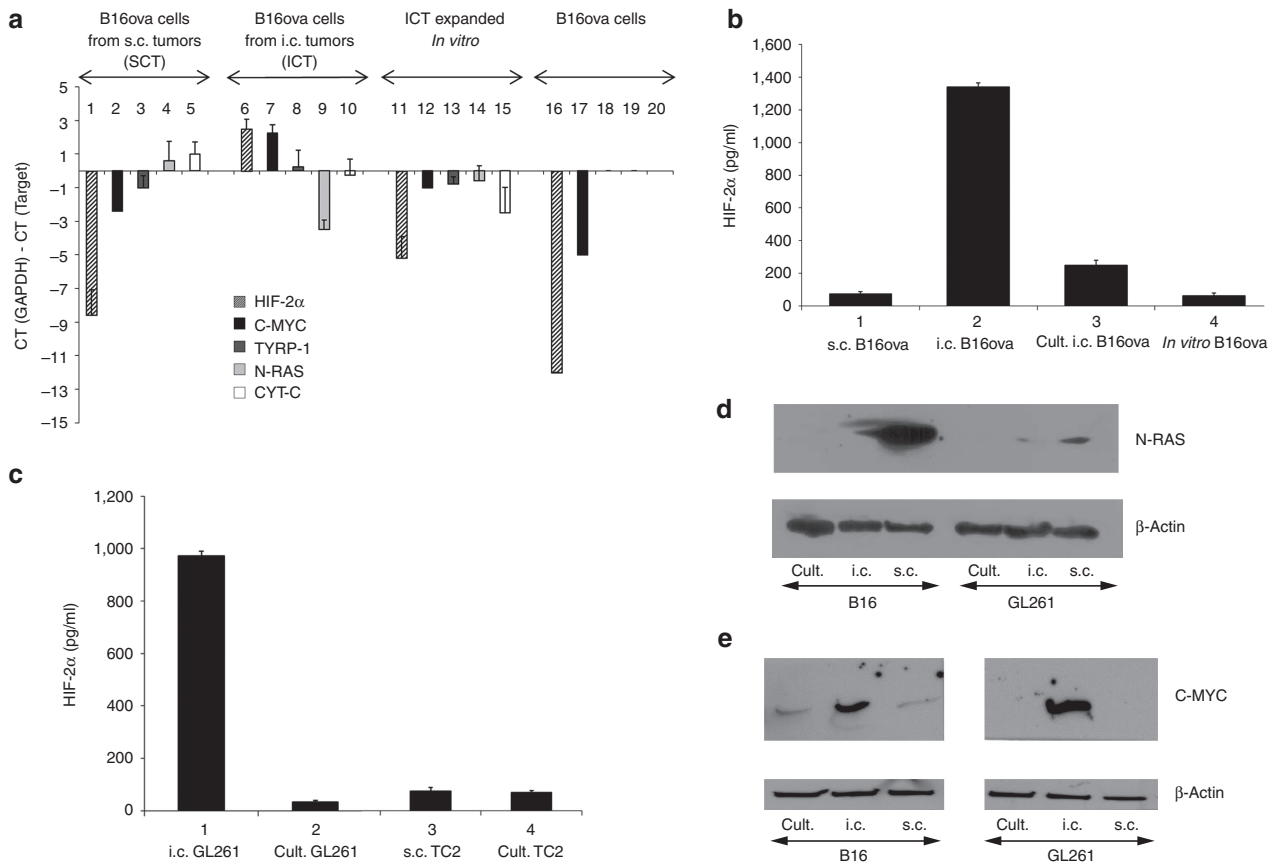 a
B16ova cells
from s.c. tumors
(SCT)
B16ova cells
from i.c. tumors
(ICT)
ICT expanded
In vitro
B16ova cells
5
3
1
−1
−3
−5
−7
−9
−11
−13
−15
CT (GAPDH) - CT (Target)
1 2 3 4 5 6 7 8 9 10 11 12 13 14 15 16 17 18 19 20
HIF-2α
C-MYC
TYRP-1
N-RAS
CYT-C
b
1,600
1,400
1,200
1,000
800
600
400
200
0
HIF-2α (pg/ml)
1 2 3 4
s.c. B16ova i.c. B16ova Cult. i.c. B16ova In vitro B16ova
c
1,200
1,000
800
600
400
200
0
HIF-2α (pg/ml)
1 2 3 4
i.c. GL261 Cult. GL261 s.c. TC2 Cult. TC2
d
N-RAS
β-Actin
Cult. i.c. s.c. Cult. i.c. s.c.
B16 GL261
e
C-MYC
β-Actin
Cult. i.c. s.c. Cult. i.c. s.c.
B16 GL261